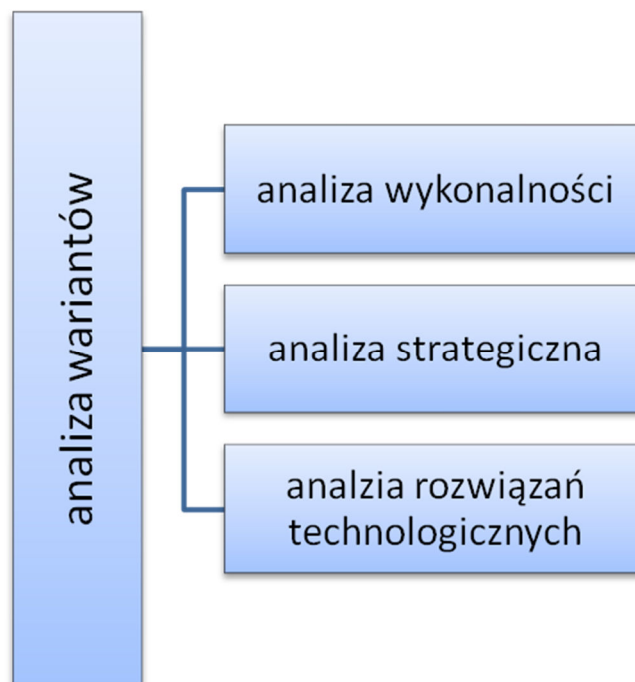 analiza wariantów
analiza wykonalności
analiza strategiczna
analzia rozwiązań
technologicznych